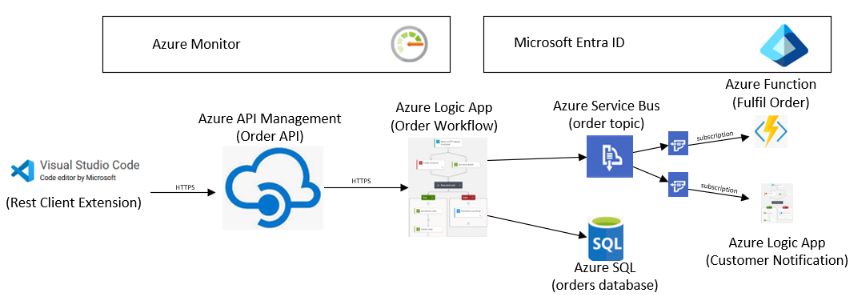 Azure Monitor
Microsoft Entra ID
Azure API Management
(Order API)
Azure Logic App
(Order Workflow)
Azure Service Bus
(order topic)
Azure Function
(Fulfil Order)
Visual Studio Code
Code editor by Microsoft
(Rest Client Extension)
HTTPS
HTTPS
subscription
subscription
SQL
Azure SQL
(orders database)
Azure Logic App
(Customer Notification)